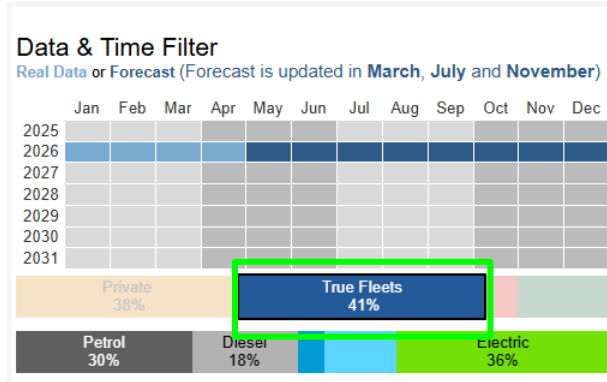 Data & Time Filter
Real Data or Forecast (Forecast is updated in March, July and November)
Jan Feb Mar Apr May Jun Jul Aug Sep Oct Nov Dec
2025
2026
2027
2028
2029
2030
2031
Private True Fleets
38% 41%
Petrol Diesel Electric
30% 18% 36%